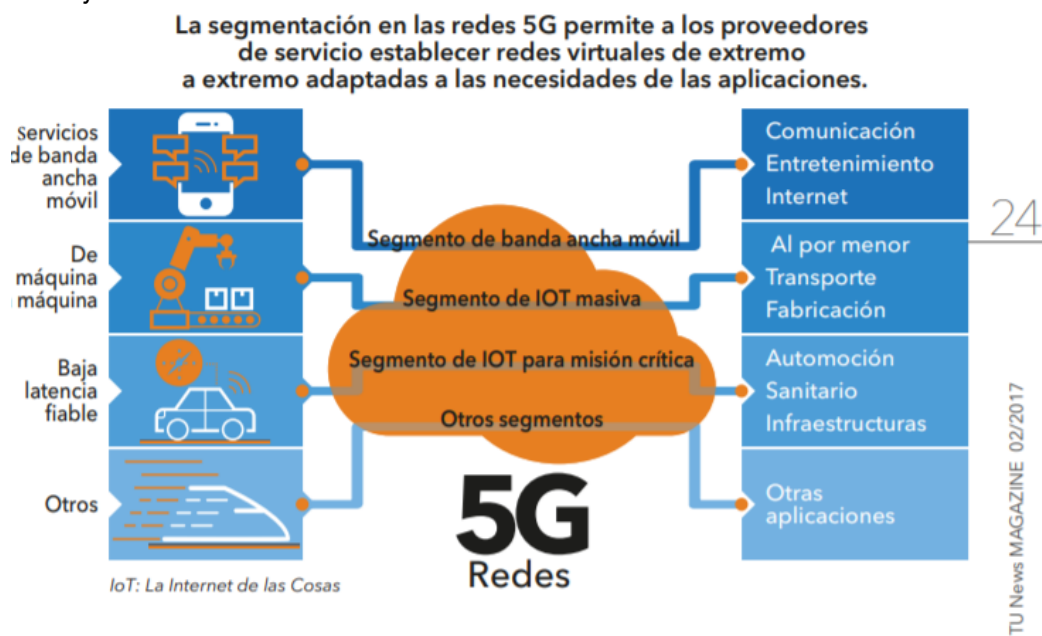 La segmentación en las redes 5G permite a los proveedores
de servicio establecer redes virtuales de extremo
a extremo adaptadas a las necesidades de las aplicaciones.
Servicios
de banda
ancha
móvil
Segmento de banda ancha móvil
Comunicación
Entretenimiento
Internet
De
máquina
máquina
Segmento de IOT masiva
Al por menor
Transporte
Fabricación
Baja
latencia
fiable
Segmento de IOT para misión crítica
Automoción
Sanitario
Infraestructuras
Otros
Otros segmentos
Otras
aplicaciones
5G
Redes
IoT: La Internet de las Cosas
24
TU News MAGAZINE 02/2017